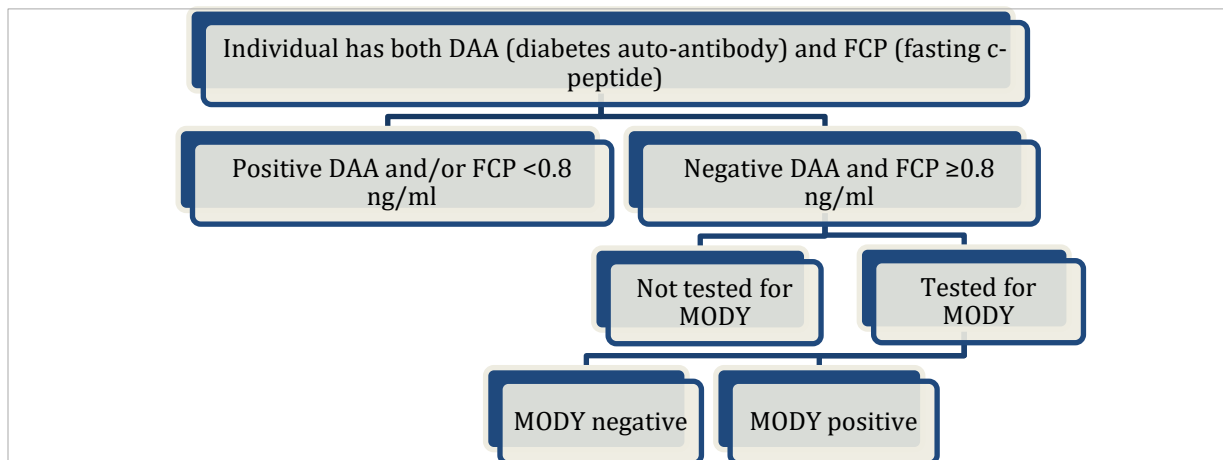 Individual has both DAA (diabetes auto-antibody) and FCP (fasting c-
peptide)
Positive DAA and/or FCP <0.8
ng/ml
Negative DAA and FCP ≥0.8
ng/ml
Not tested for
MODY
Tested for
MODY
MODY negative
MODY positive